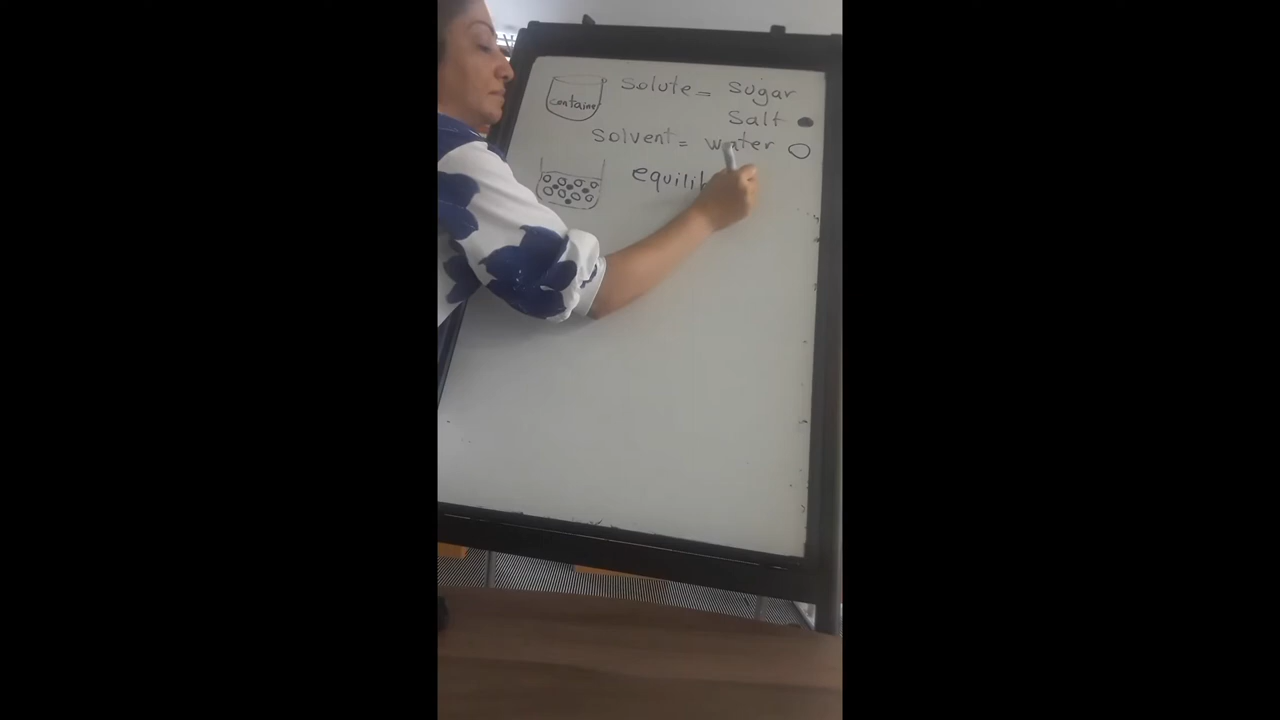 container
Solute = Sugar
Salt
Solvent = water
equilib